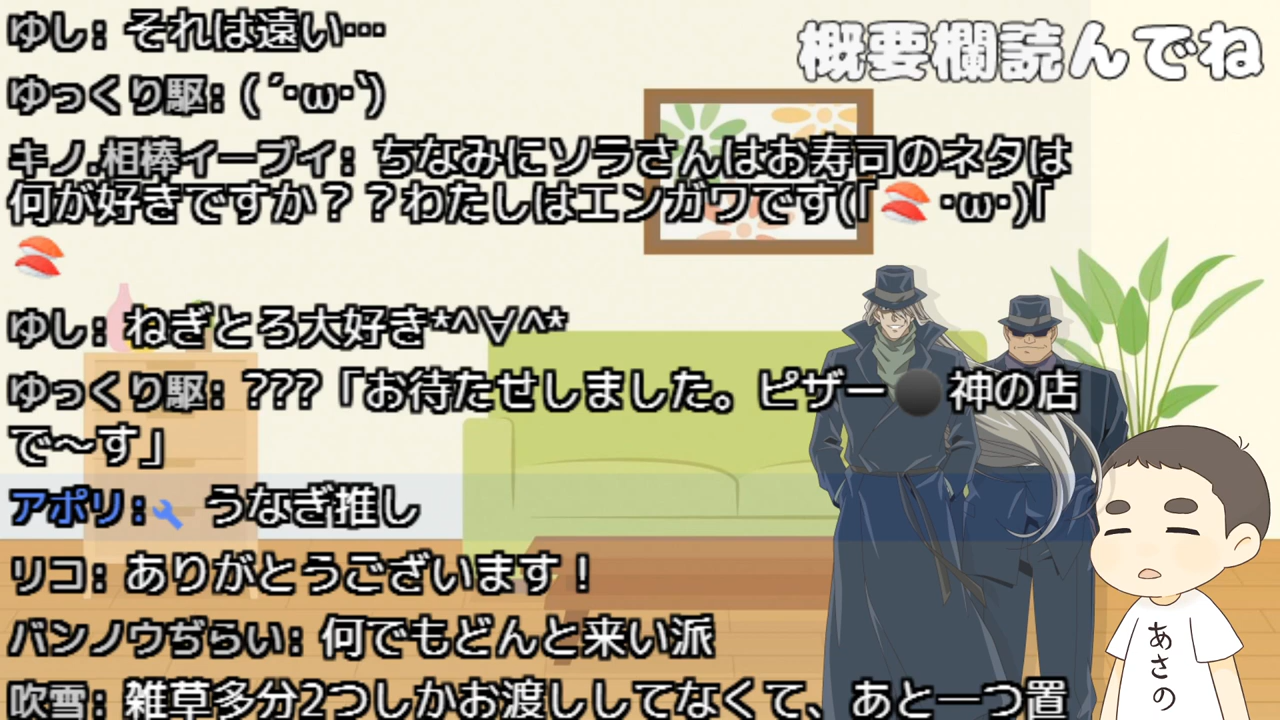 ゆし: それは遠い…
概要欄読んでね
ゆっくり駆: (´･ω･`)
キノ.相棒イーブイ: ちなみにソラさんはお寿司のネタは
何が好きですか？？わたしはエンガワです(｢🍣･ω･)｢
🍣
ゆし: ねぎとろ大好き*^∀^*
ゆっくり駆: ???「お待たせしました。ピザー⚫神の店
で〜す」
アポリ:🔧 うなぎ推し
リコ: ありがとうございます！
バンノウぢらい: 何でもどんと来い派
吹雪: 雑草多分2つしかお渡ししてなくて、あと一つ置
あさの